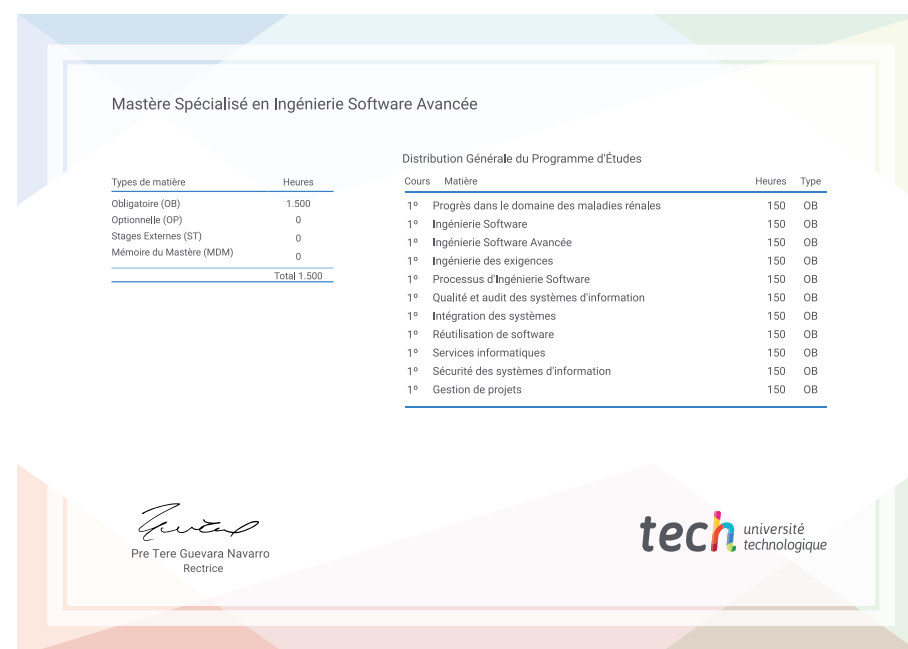 Mastère Spécialisé en Ingénierie Software Avancée
Types de matière Heures
Obligatoire (OB) 1.500
Optionnelle (OP) 0
Stages Externes (ST) 0
Mémoire du Mastère (MDM) 0
Total 1.500
Distribution Générale du Programme d'Études
Cours Matière Heures Type
1º Progrès dans le domaine des maladies rénales 150 OB
1º Ingénierie Software 150 OB
1º Ingénierie Software Avancée 150 OB
1º Ingénierie des exigences 150 OB
1º Processus d'Ingénierie Software 150 OB
1º Qualité et audit des systèmes d'information 150 OB
1º Intégration des systèmes 150 OB
1º Réutilisation de software 150 OB
1º Services informatiques 150 OB
1º Sécurité des systèmes d'information 150 OB
1º Gestion de projets 150 OB
Pre Tere Guevara Navarro
Rectrice
tech université
technologique